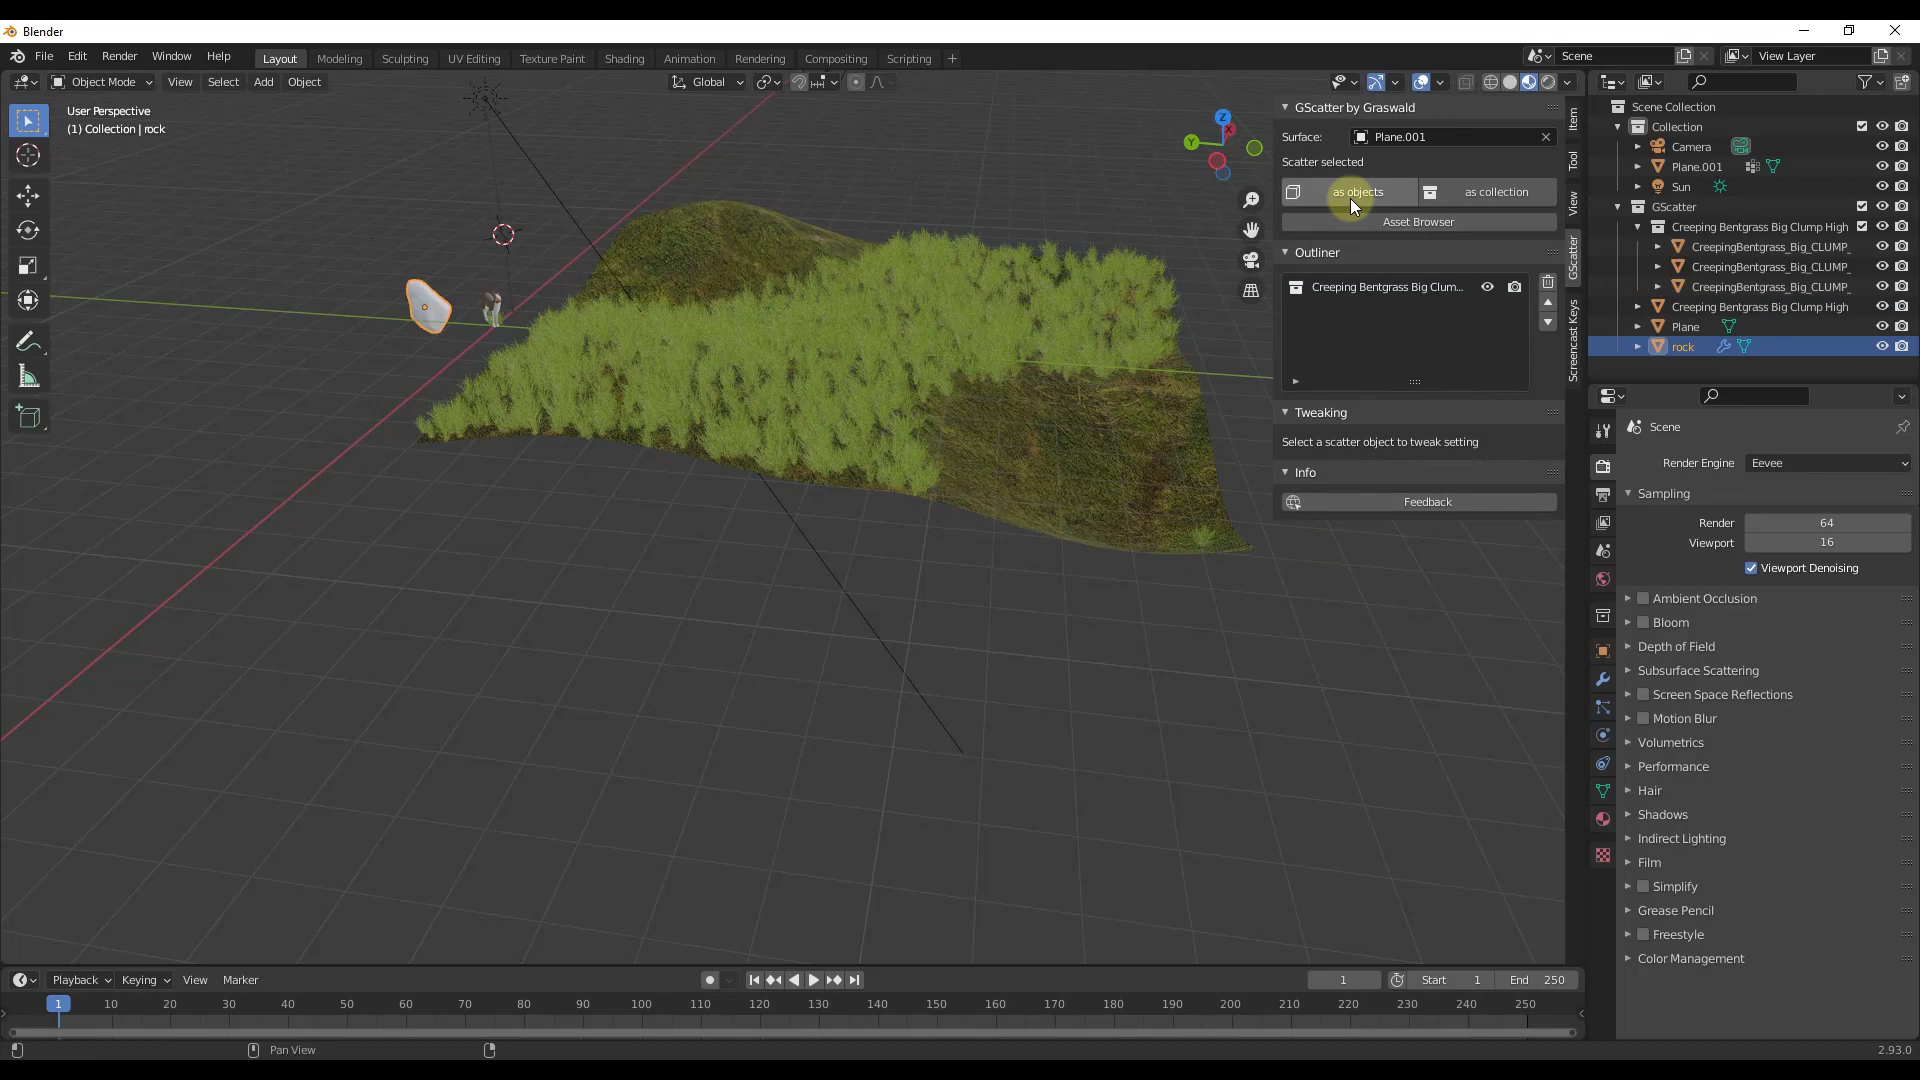 Blender
File Edit Render Window Help Layout Modeling Sculpting UV Editing Texture Paint Shading Animation Rendering Compositing Scripting + Scene View Layer
Object Mode View Select Add Object Global
User Perspective
(1) Collection | rock
Z
X
Y
GScatter by Graswald
Surface: Plane.001
Scatter selected
as objects as collection
Asset Browser
Outliner
Creeping Bentgrass Big Clum...
Tweaking
Select a scatter object to tweak setting
Info
Feedback
Item
Tool
View
GScatter
Screencast Keys
Scene Collection
Collection
Camera
Plane.001
Sun
GScatter
Creeping Bentgrass Big Clump High
CreepingBentgrass_Big_CLUMP_
CreepingBentgrass_Big_CLUMP_
CreepingBentgrass_Big_CLUMP_
Creeping Bentgrass Big Clump High
Plane
rock
Scene
Render Engine Eevee
Sampling
Render 64
Viewport 16
Viewport Denoising
Ambient Occlusion
Bloom
Depth of Field
Subsurface Scattering
Screen Space Reflections
Motion Blur
Volumetrics
Performance
Hair
Shadows
Indirect Lighting
Film
Simplify
Grease Pencil
Freestyle
Color Management
Playback Keying View Marker 1 Start 1 End 250
1 10 20 30 40 50 60 70 80 90 100 110 120 130 140 150 160 170 180 190 200 210 220 230 240 250
Pan View 2.93.0